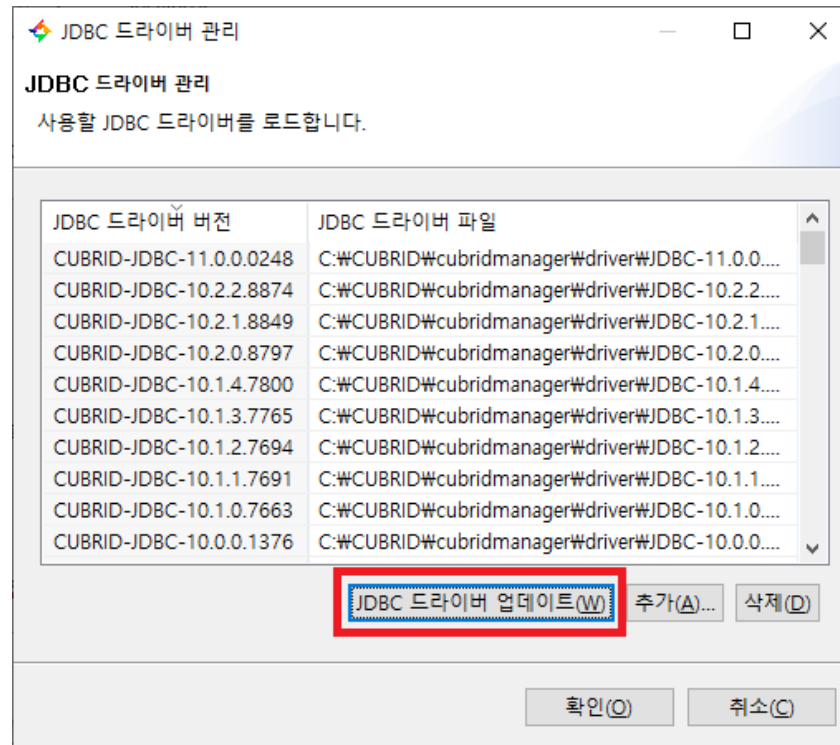 JDBC 드라이버 관리
JDBC 드라이버 관리
사용할 JDBC 드라이버를 로드합니다.
JDBC 드라이버 버전 JDBC 드라이버 파일
CUBRID-JDBC-11.0.0.0248 C:₩CUBRID₩cubridmanager₩driver₩JDBC-11.0.0....
CUBRID-JDBC-10.2.2.8874 C:₩CUBRID₩cubridmanager₩driver₩JDBC-10.2.2....
CUBRID-JDBC-10.2.1.8849 C:₩CUBRID₩cubridmanager₩driver₩JDBC-10.2.1....
CUBRID-JDBC-10.2.0.8797 C:₩CUBRID₩cubridmanager₩driver₩JDBC-10.2.0....
CUBRID-JDBC-10.1.4.7800 C:₩CUBRID₩cubridmanager₩driver₩JDBC-10.1.4....
CUBRID-JDBC-10.1.3.7765 C:₩CUBRID₩cubridmanager₩driver₩JDBC-10.1.3....
CUBRID-JDBC-10.1.2.7694 C:₩CUBRID₩cubridmanager₩driver₩JDBC-10.1.2....
CUBRID-JDBC-10.1.1.7691 C:₩CUBRID₩cubridmanager₩driver₩JDBC-10.1.1....
CUBRID-JDBC-10.1.0.7663 C:₩CUBRID₩cubridmanager₩driver₩JDBC-10.1.0....
CUBRID-JDBC-10.0.0.1376 C:₩CUBRID₩cubridmanager₩driver₩JDBC-10.0.0....
JDBC 드라이버 업데이트(W) 추가(A)... 삭제(D)
확인(O) 취소(C)